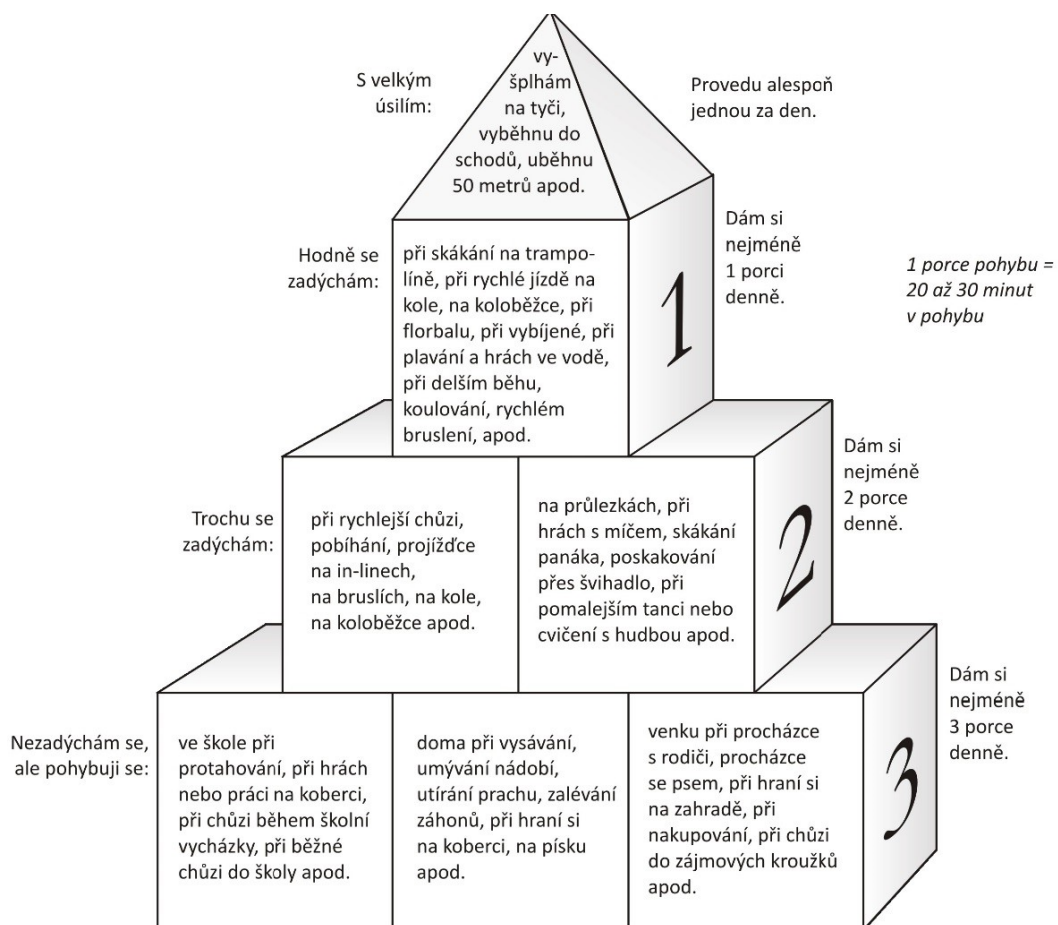 S velkým
úsilím:
vy-
šplhám
na tyči,
vyběhnu do
schodů, uběhnu
50 metrů apod.
Provedu alespoň
jednou za den.
Hodně se
zadýchám:
při skákání na trampo-
líně, při rychlé jízdě na
kole, na koloběžce, při
florbalu, při vybíjené, při
plavání a hrách ve vodě,
při delším běhu,
koulování, rychlém
bruslení, apod.
1
Dám si
nejméně
1 porci
denně.
1 porce pohybu =
20 až 30 minut
v pohybu
Trochu se
zadýchám:
při rychlejší chůzi,
pobíhání, projížďce
na in-linech,
na bruslích, na kole,
na koloběžce apod.
na průlezkách, při
hrách s míčem, skákání
panáka, poskakování
přes švihadlo, při
pomalejším tanci nebo
cvičení s hudbou apod.
2
Dám si
nejméně
2 porce
denně.
Nezadýchám se,
ale pohybuji se:
ve škole při
protahování, při hrách
nebo práci na koberci,
při chůzi během školní
vycházky, při běžné
chůzi do školy apod.
doma při vysávání,
umývání nádobí,
utírání prachu, zalévání
záhonů, při hraní si
na koberci, na písku
apod.
venku při procházce
s rodiči, procházce
se psem, při hraní si
na zahradě, při
nakupování, při chůzi
do zájmových kroužků
apod.
3
Dám si
nejméně
3 porce
denně.